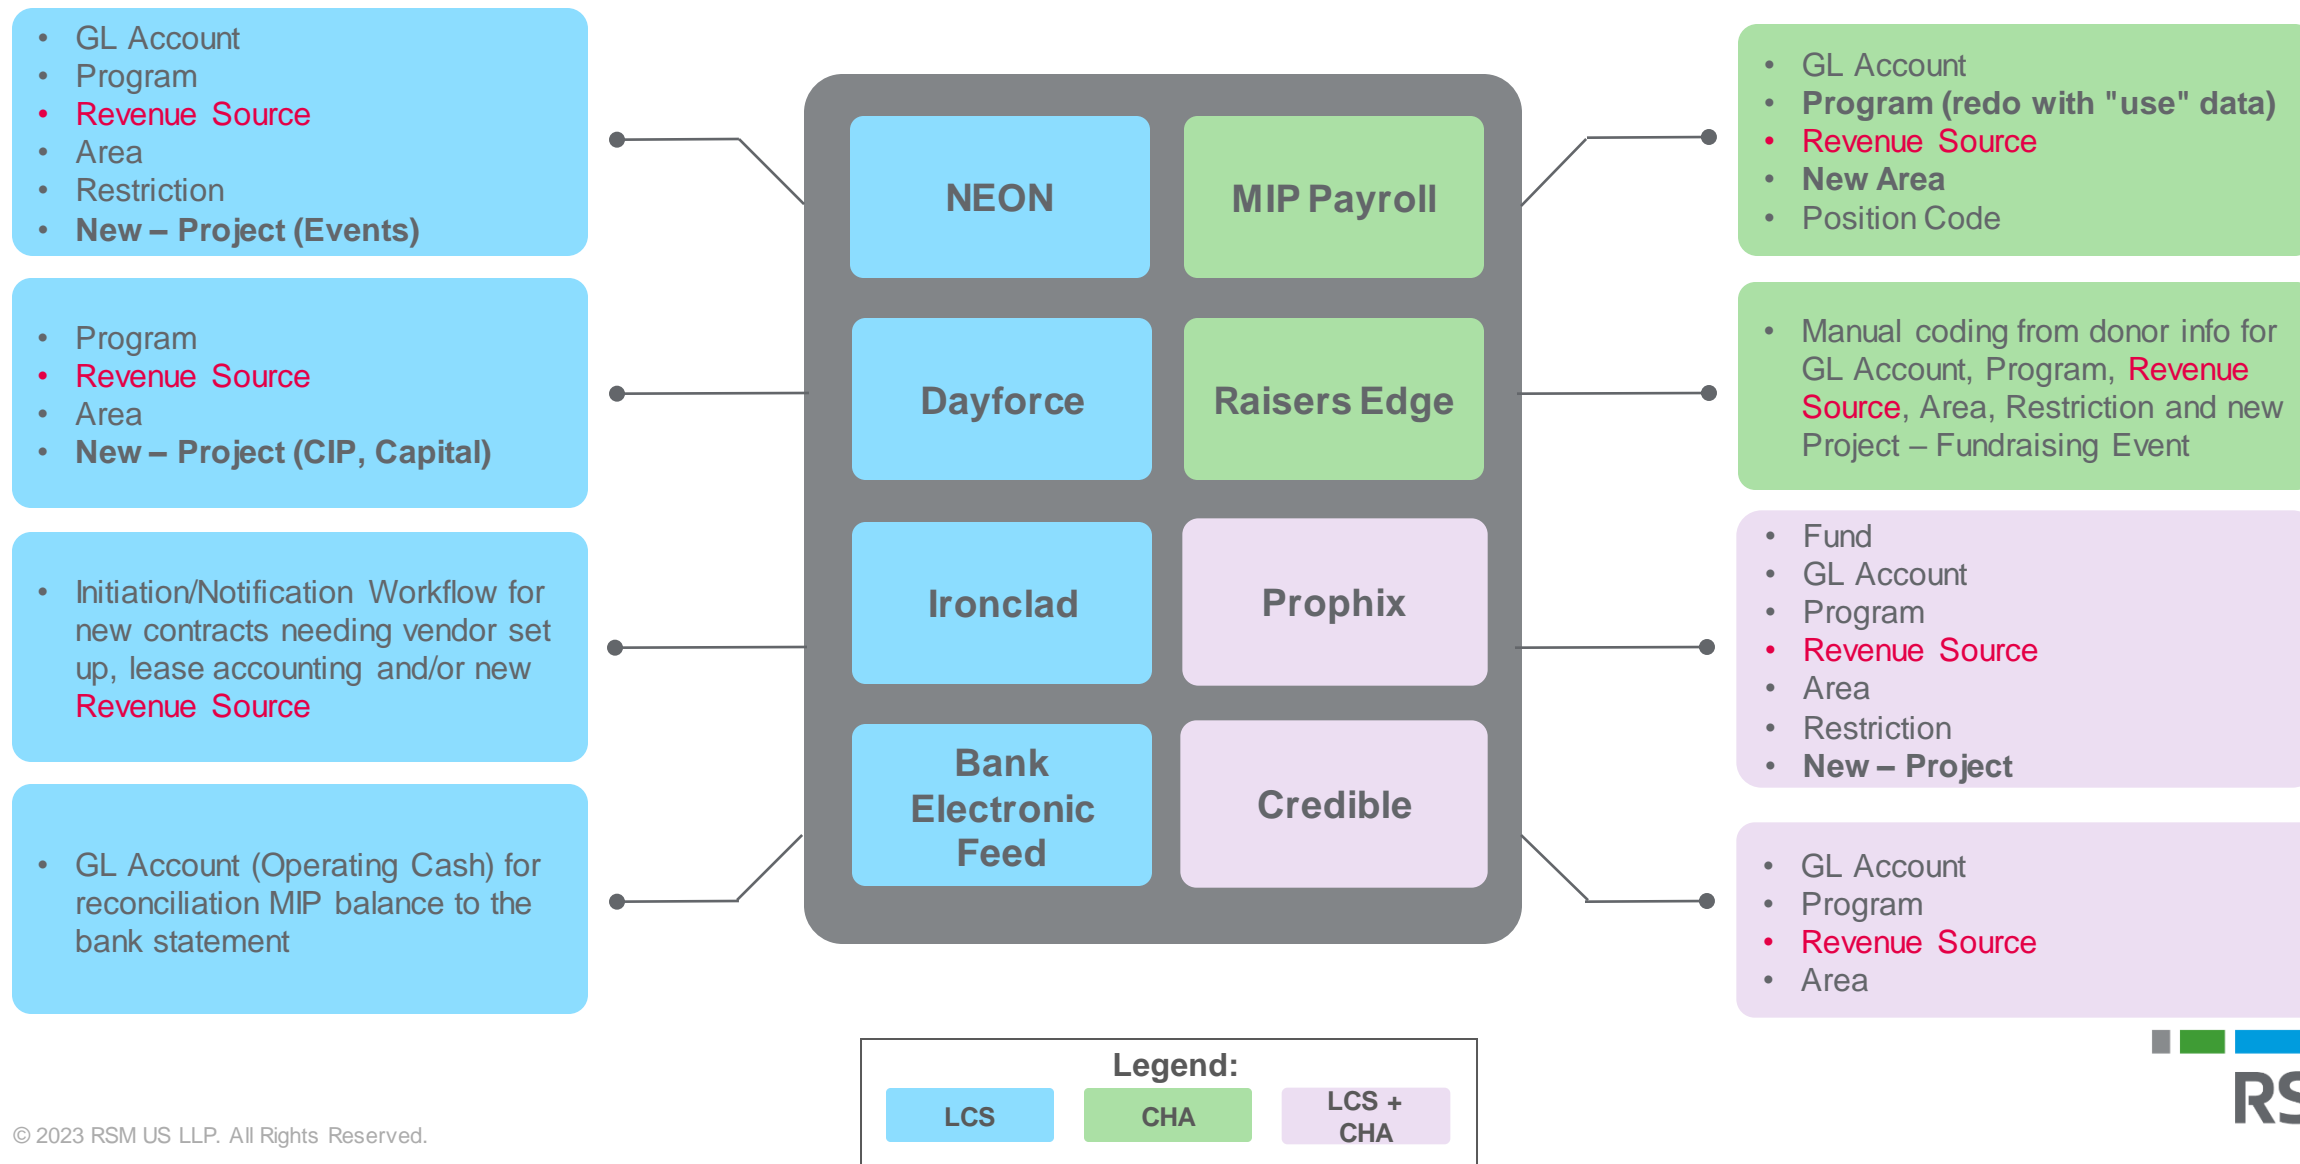 • GL Account
• Program
• Revenue Source
• Area
• Restriction
• New – Project (Events)
• Program
• Revenue Source
• Area
• New – Project (CIP, Capital)
• Initiation/Notification Workflow for
new contracts needing vendor set
up, lease accounting and/or new
Revenue Source
• GL Account (Operating Cash) for
reconciliation MIP balance to the
bank statement
NEON
MIP Payroll
Dayforce
Raisers Edge
Ironclad
Prophix
Bank
Electronic
Feed
Credible
• GL Account
• Program (redo with "use" data)
• Revenue Source
• New Area
• Position Code
• Manual coding from donor info for
GL Account, Program, Revenue
Source, Area, Restriction and new
Project – Fundraising Event
• Fund
• GL Account
• Program
• Revenue Source
• Area
• Restriction
• New – Project
• GL Account
• Program
• Revenue Source
• Area
Legend:
LCS
CHA
LCS +
CHA
© 2023 RSM US LLP. All Rights Reserved.
RS